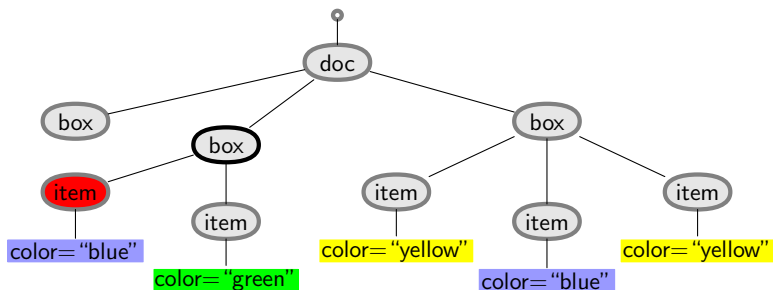 doc
box
box
box
item
item
item
item
item
color=“blue”
color=“green”
color=“yellow”
color=“blue”
color=“yellow”